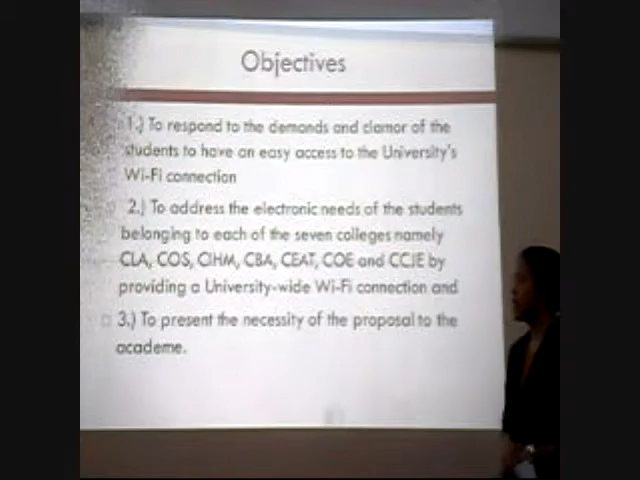 Objectives
1.) To respond to the demands and clamor of the
students to have an easy access to the University's
Wi-Fi connection
2.) To address the electronic needs of the students
belonging to each of the seven colleges namely
CLA, COS, CIHM, CBA, CEAT, COE and CCJE by
providing a University-wide Wi-Fi connection and
3.) To present the necessity of the proposal to the
academe.